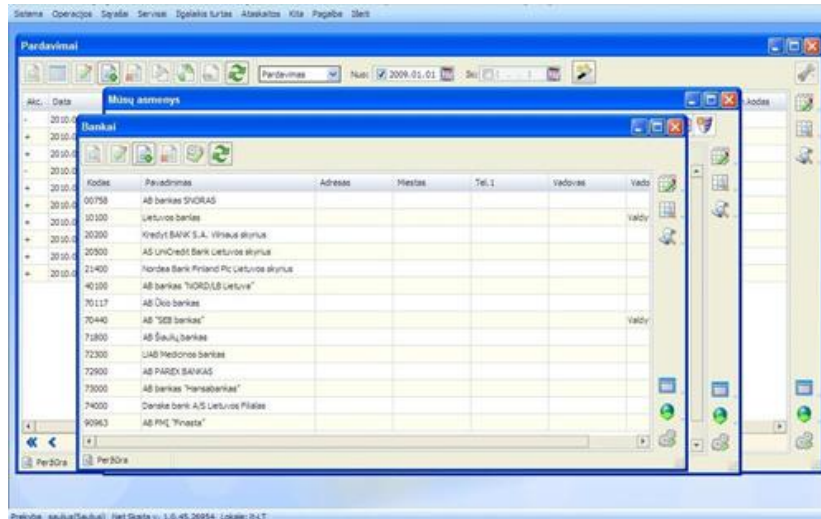 Sistema Operacijos Sąrašai Servisai Ilgalaikis turtas Ataskaitos Kita Pagalba Išeiti
Pardavimai
Pardavimas Nuo: 2009.01.01
Akc. Data
Mūsų asmenys
kodas
Bankai
Kodas Pavadinimas Adresas Miestas Tel.1 Vadovas Vado
00758 AB bankas SNORAS
10100 Lietuvos bankas Valdy
20200 Kredyt BANK S.A. Vilniaus skyrius
20500 AS UniCredit Bank Lietuvos skyrius
21400 Nordea Bank Finland Plc Lietuvos skyrius
40100 AB bankas "NORD/LB Lietuva"
70117 AB Ūkio bankas
70440 AB "SEB bankas" Valdy
71800 AB Šiaulių bankas
72300 UAB Medicinos bankas
72900 AB PAREX BANKAS
73000 AB bankas "Hansabankas"
74000 Danske bank A/S Lietuvos Filialas
90963 AB FMĮ "Finasta"
Peržiūra
Peržiūra